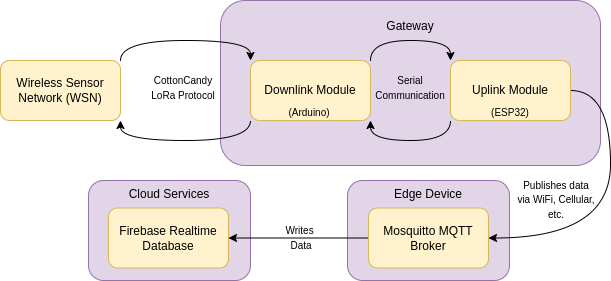 Gateway
Wireless Sensor
Network (WSN)
CottonCandy
LoRa Protocol
Downlink Module
(Arduino)
Serial
Communication
Uplink Module
(ESP32)
Publishes data
via WiFi, Cellular,
etc.
Cloud Services
Firebase Realtime
Database
Writes
Data
Edge Device
Mosquitto MQTT
Broker